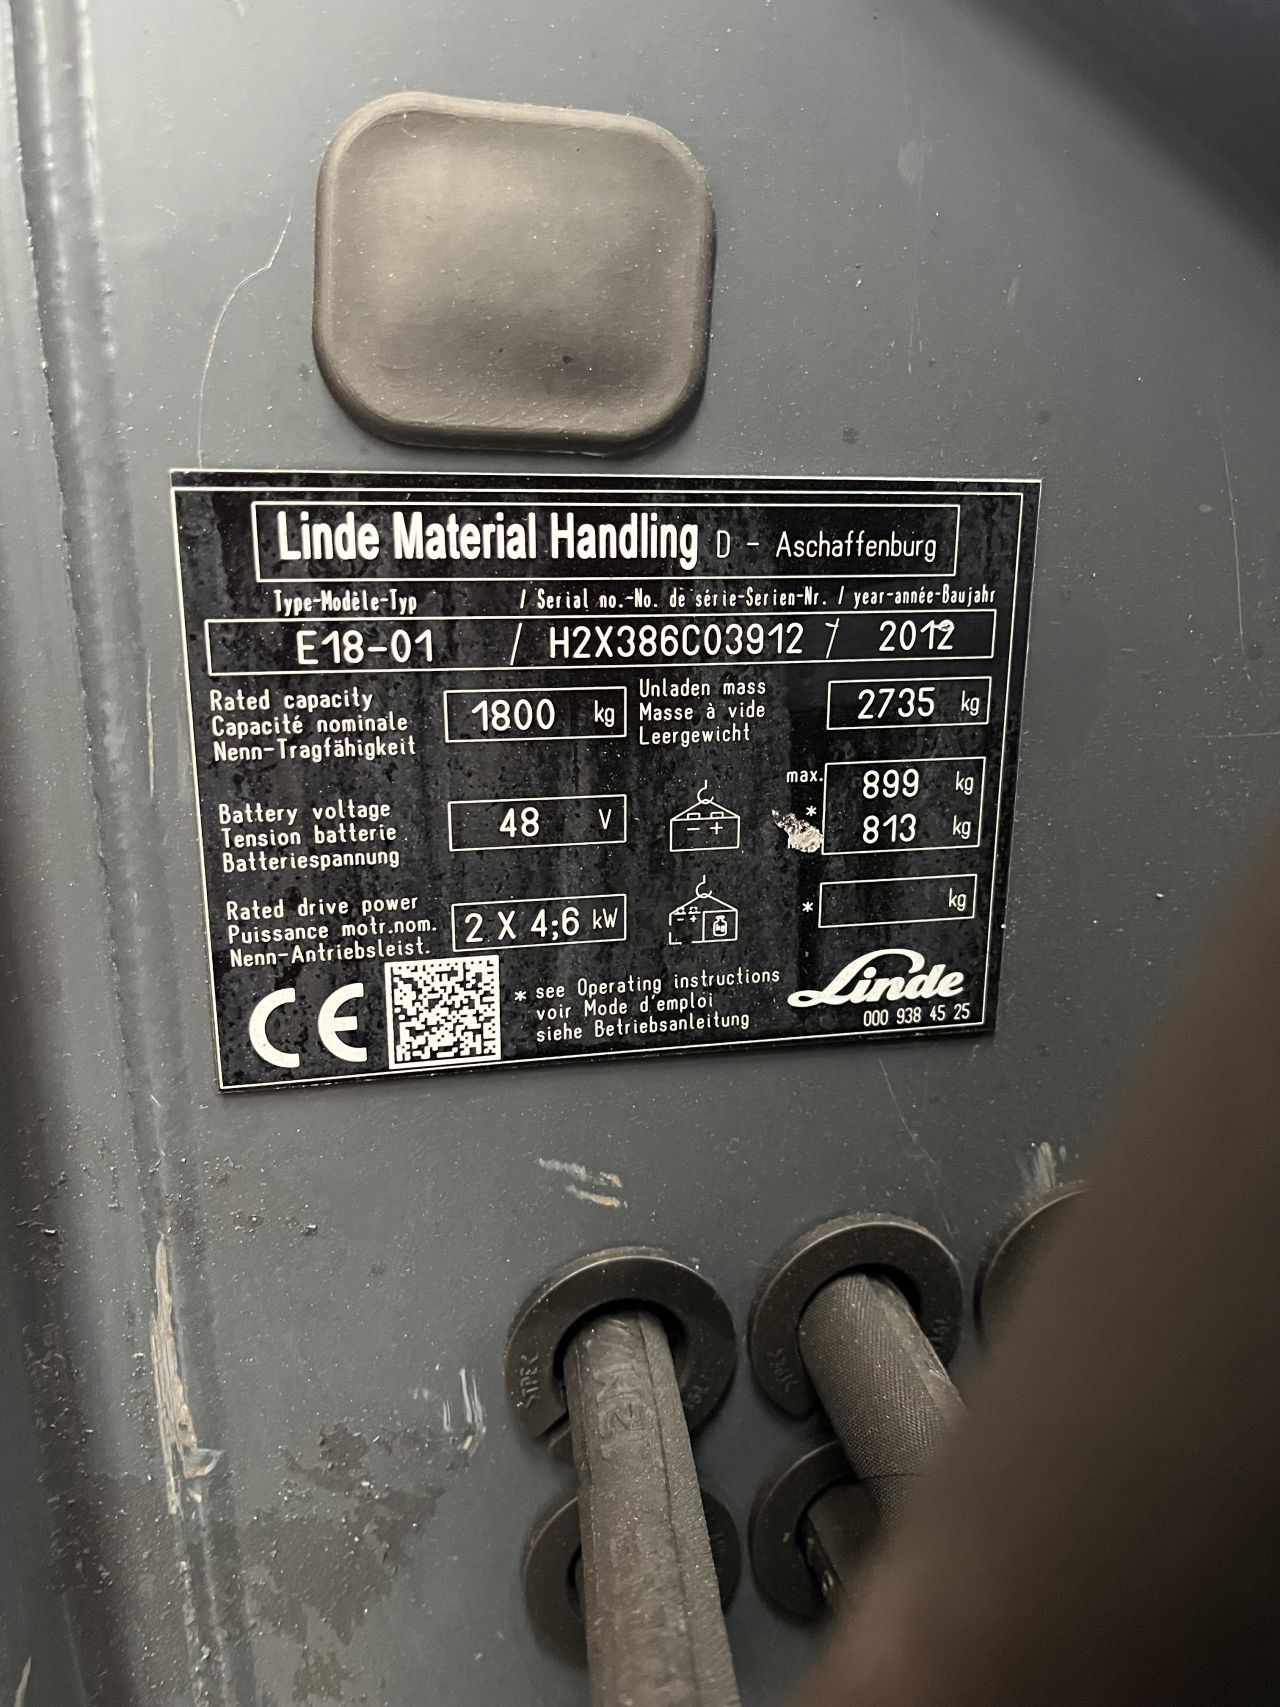 Linde Material Handling D - Aschaffenburg
Type-Modèle-Typ / Serial no.-No. de série-Serien-Nr. / year-année-Baujahr
E18-01 / H2X386C03912 / 2012
Rated capacity
Capacité nominale
Nenn-Tragfähigkeit
1800 kg
Unladen mass
Masse à vide
Leergewicht
2735 kg
Battery voltage
Tension batterie
Batteriespannung
48 V
- +
max. 899 kg
* 813 kg
Rated drive power
Puissance motr.nom.
Nenn-Antriebsleist.
2 X 4;6 kW
- +
kg
* kg
CE
* see Operating instructions
voir Mode d'emploi
siehe Betriebsanleitung
Linde
000 938 45 25